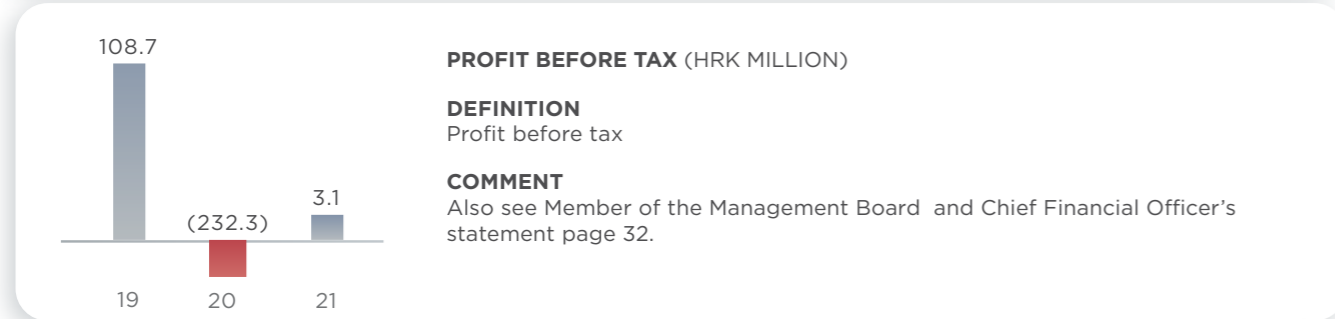 108.7
(232.3)
3.1
19 20 21
PROFIT BEFORE TAX (HRK MILLION)
DEFINITION
Profit before tax
COMMENT
Also see Member of the Management Board and Chief Financial Officer's
statement page 32.